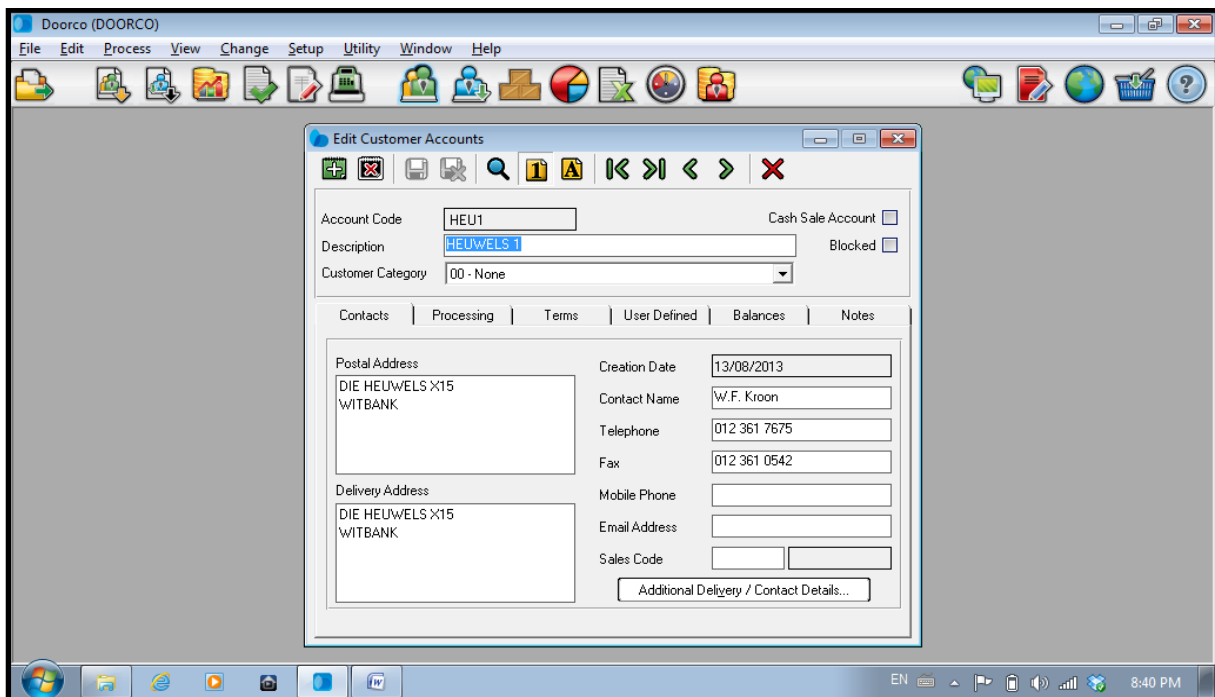 Doorco (DOORCO)
File Edit Process View Change Setup Utility Window Help
Edit Customer Accounts
1 A
Account Code HEU1 Cash Sale Account
Description HEUWELS 1 Blocked
Customer Category 00 - None
Contacts Processing Terms User Defined Balances Notes
Postal Address
DIE HEUWELS X15
WITBANK
Delivery Address
DIE HEUWELS X15
WITBANK
Creation Date 13/08/2013
Contact Name W.F. Kroon
Telephone 012 361 7675
Fax 012 361 0542
Mobile Phone
Email Address
Sales Code
Additional Delivery / Contact Details...
EN 8:40 PM